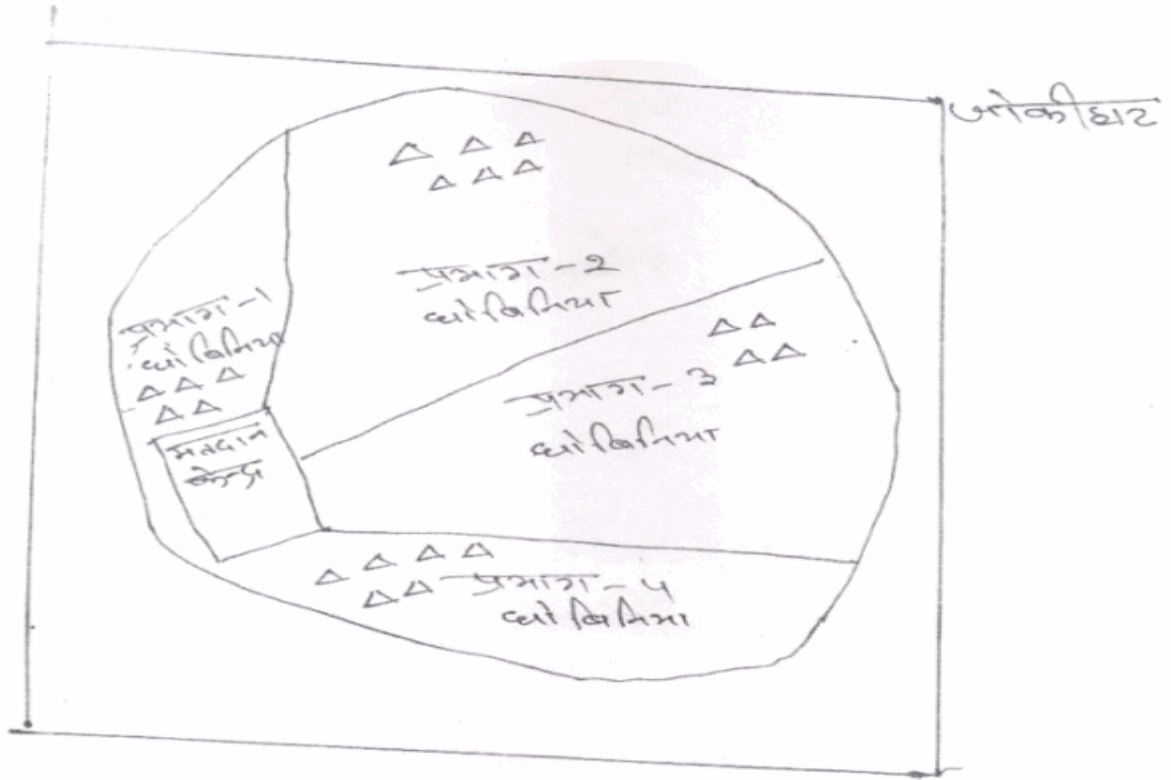 जोकीहाट
प्रभाग-2
धोबिनिया
प्रभाग-1
धोबिनिया
प्रभाग-3
धोबिनिया
मतदान
केन्द्र
प्रभाग-4
धोबिनिया